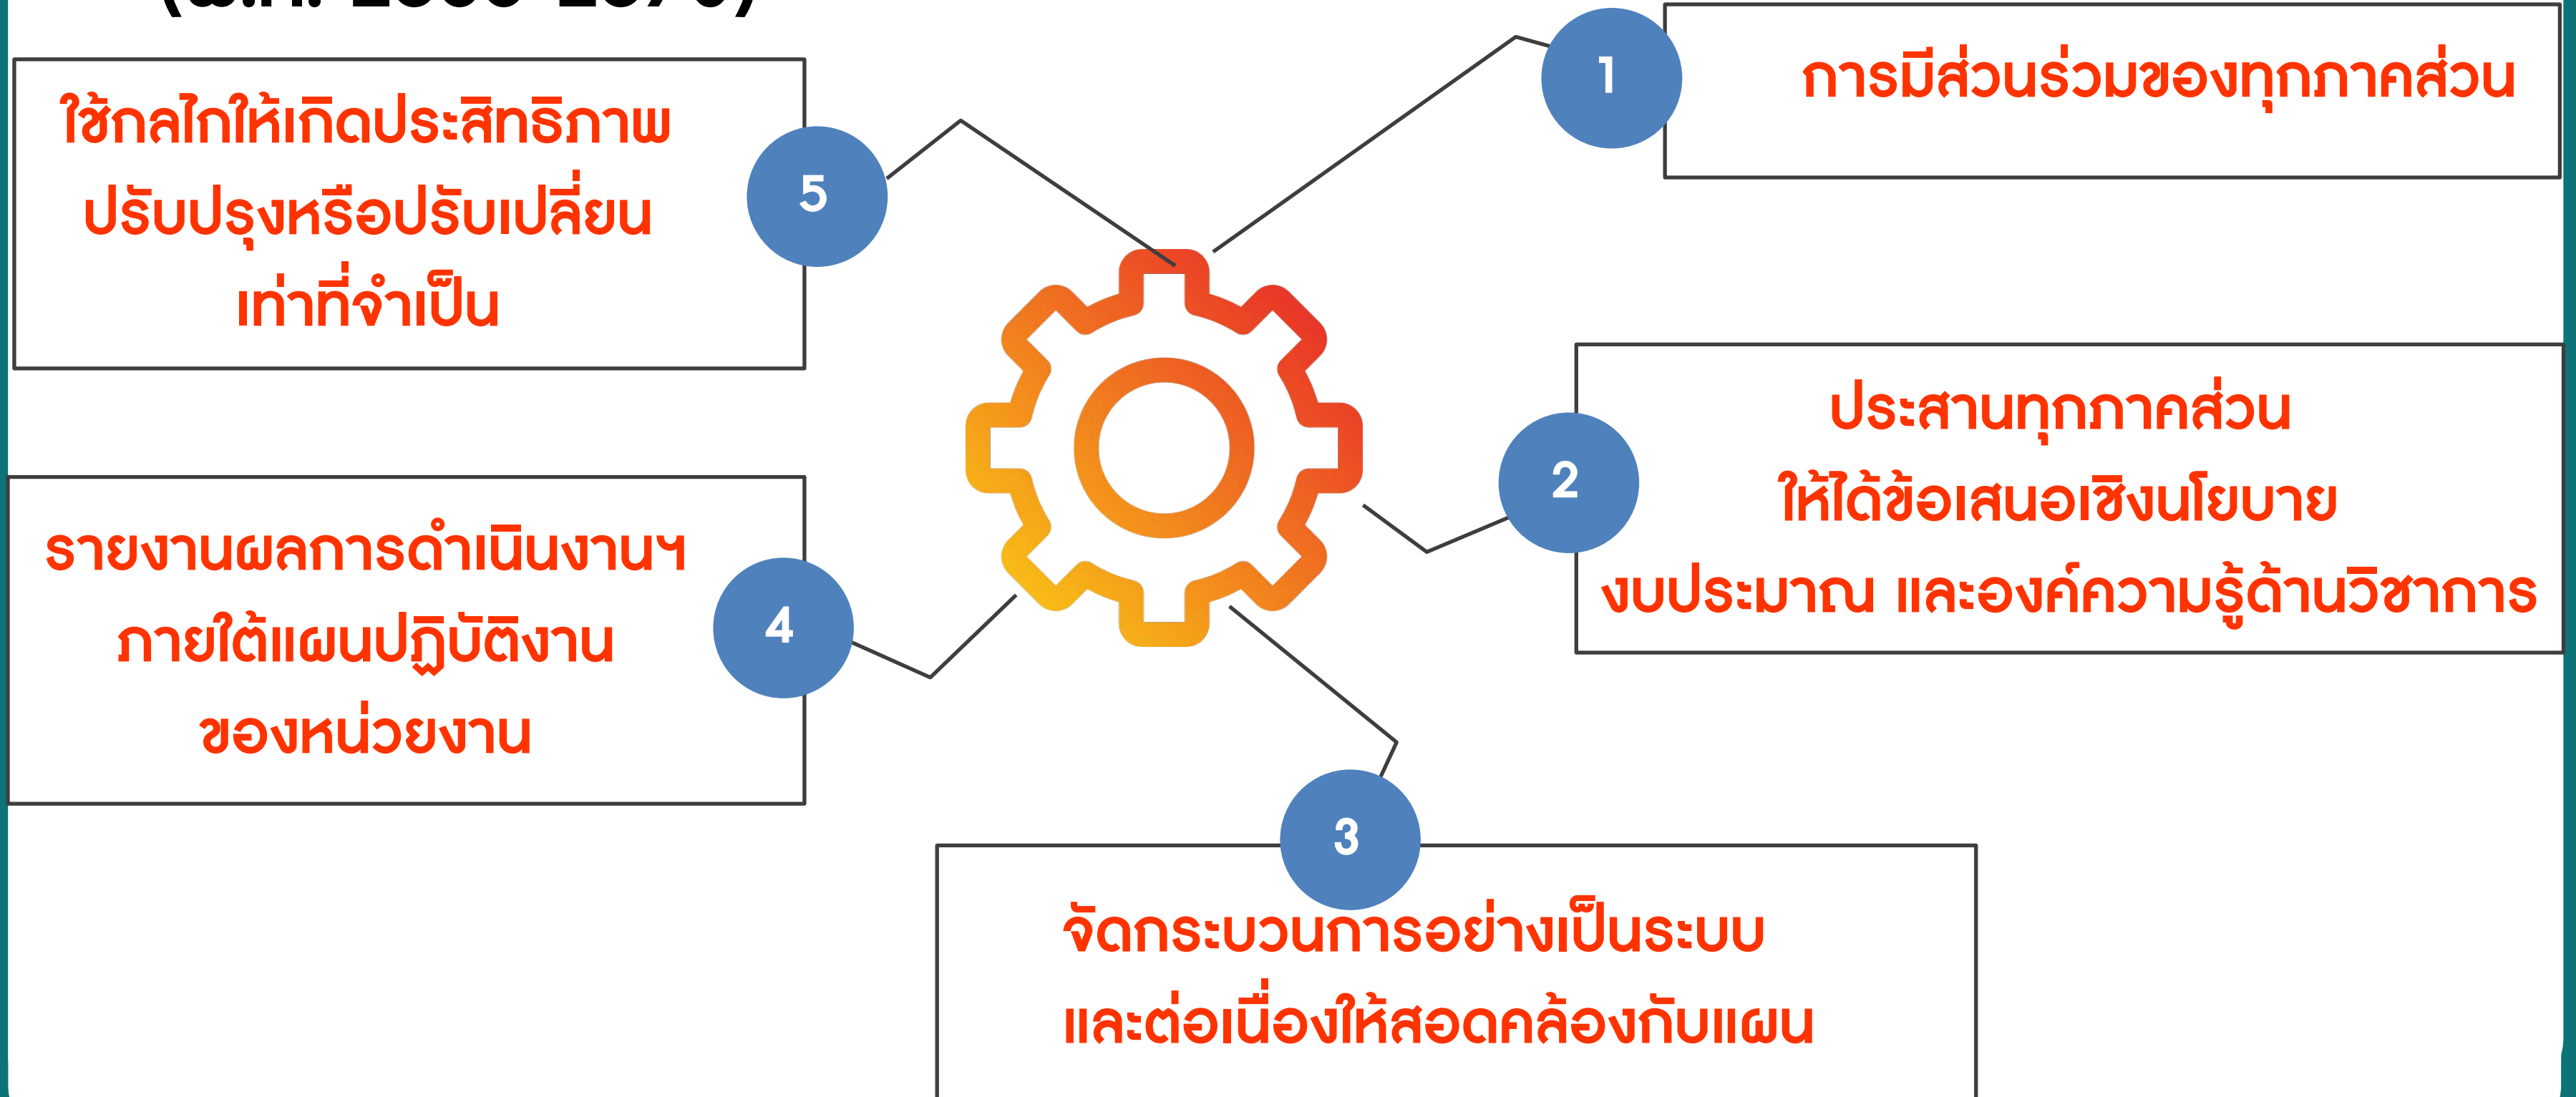 1
การมีส่วนร่วมของทุกภาคส่วน
2
ประสานทุกภาคส่วน
ให้ได้ข้อเสนอเชิงนโยบาย
งบประมาณ และองค์ความรู้ด้านวิชาการ
3
จัดกระบวนการอย่างเป็นระบบ
และต่อเนื่องให้สอดคล้องกับแผน
4
รายงานผลการดำเนินงานฯ
ภายใต้แผนปฏิบัติงาน
ของหน่วยงาน
5
ใช้กลไกให้เกิดประสิทธิภาพ
ปรับปรุงหรือปรับเปลี่ยน
เท่าที่จำเป็น